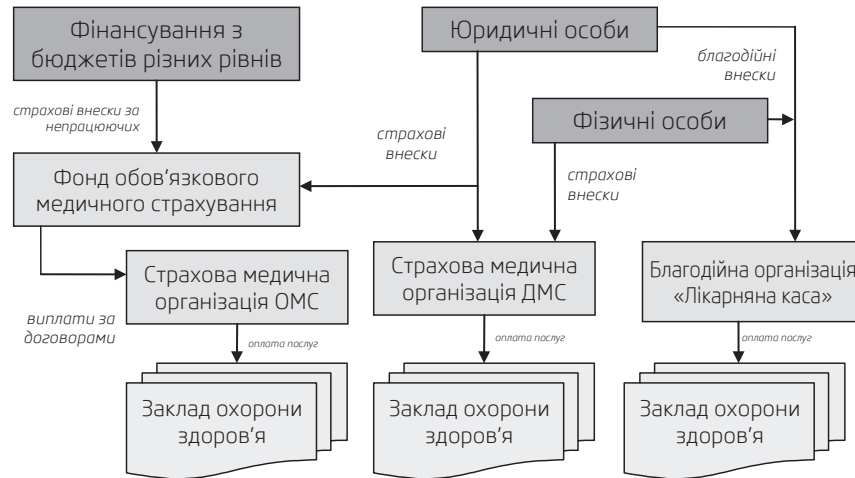 Фінансування з
бюджетів різних рівнів
Юридичні особи
благодійні
внески
страхові внески за
непрацюючих
Фізичні особи
страхові
внески
страхові
внески
Фонд обов'язкового
медичного страхування
Страхова медична
організація ОМС
Страхова медична
організація ДМС
Благодійна організація
«Лікарняна каса»
виплати за
договорами
оплата послуг
оплата послуг
оплата послуг
Заклад охорони
здоров'я
Заклад охорони
здоров'я
Заклад охорони
здоров'я